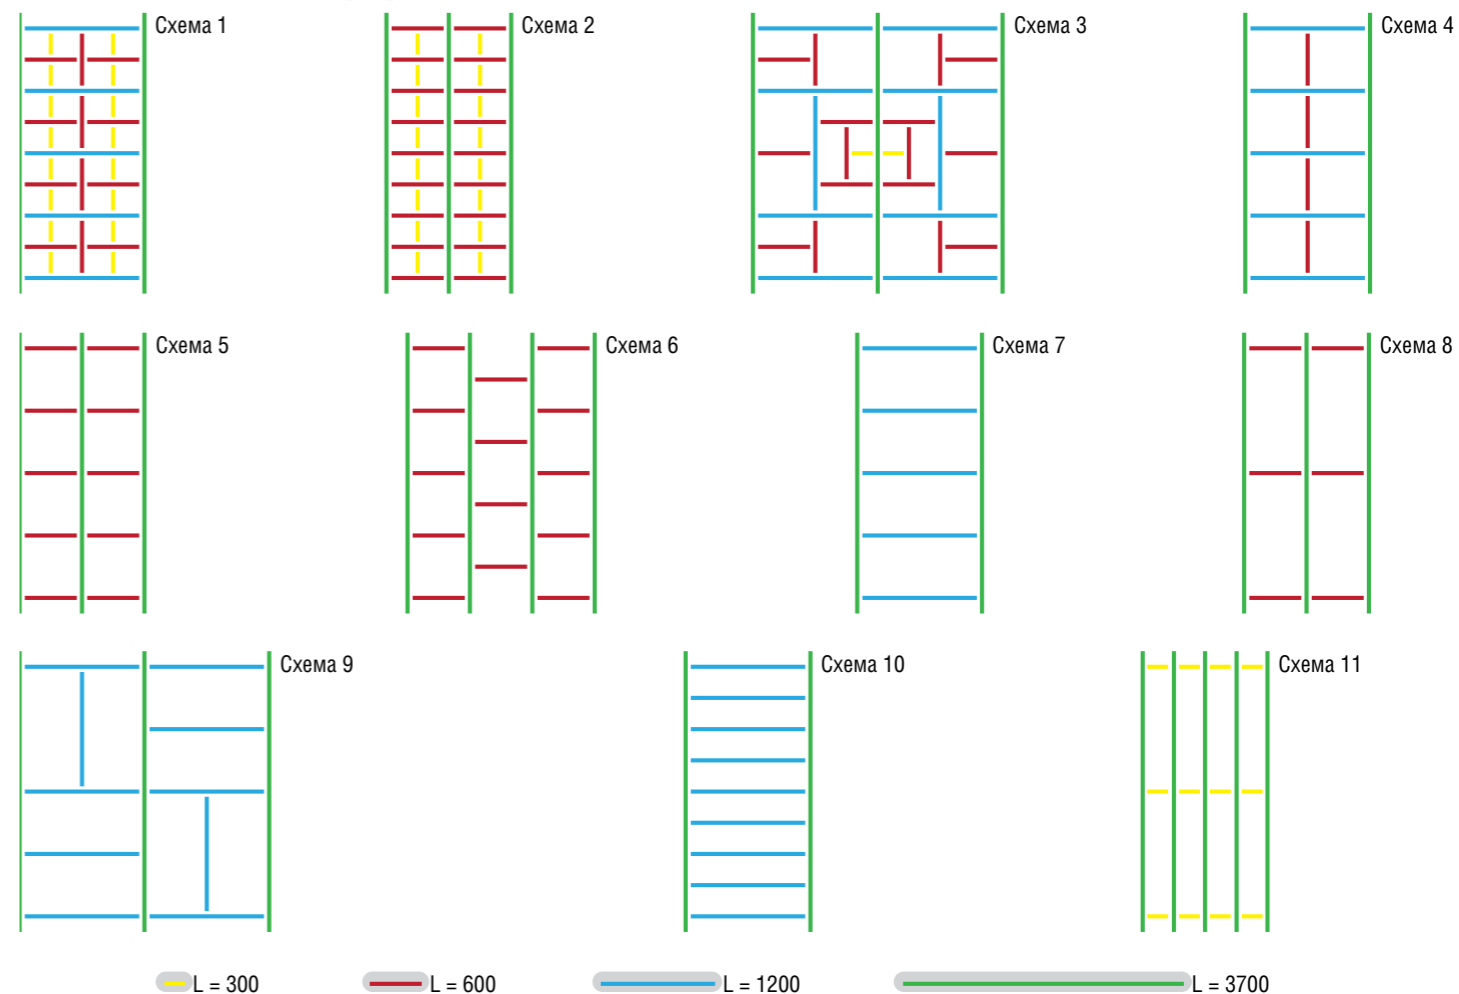 Схема 1
Схема 2
Схема 3
Схема 4
Схема 5
Схема 6
Схема 7
Схема 8
Схема 9
Схема 10
Схема 11
L = 300
L = 600
L = 1200
L = 3700